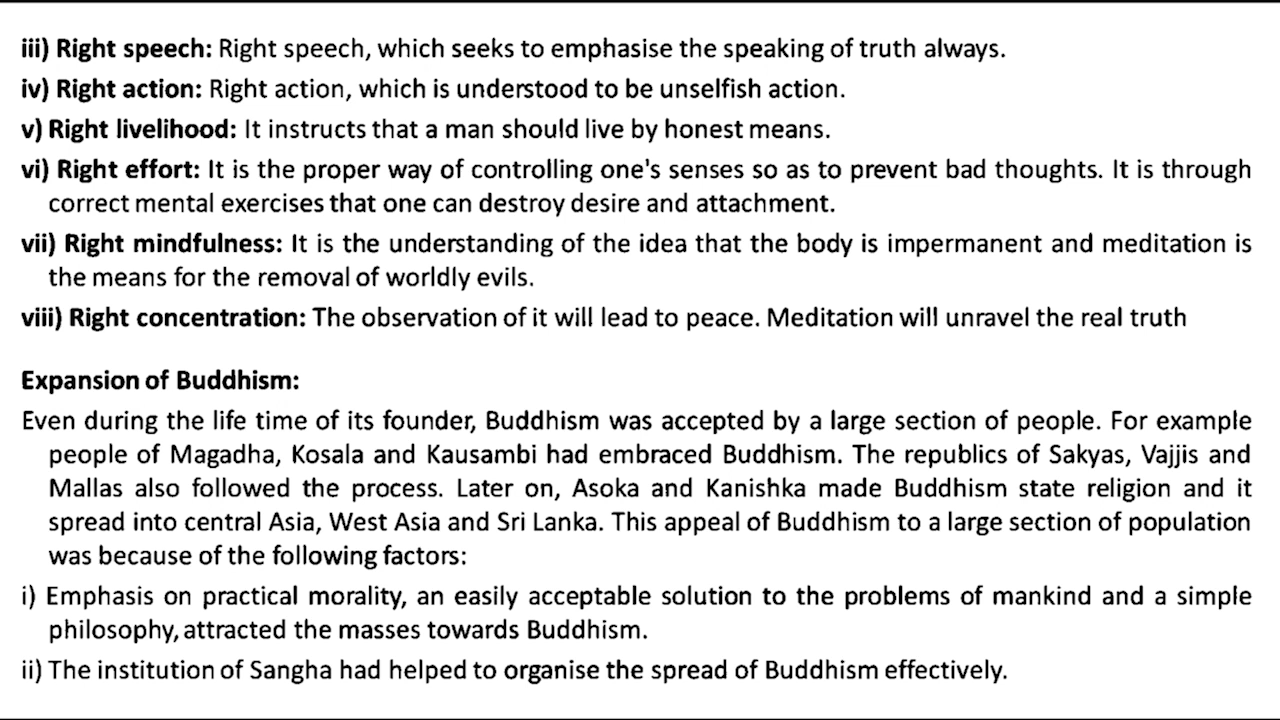 iii) Right speech: Right speech, which seeks to emphasise the speaking of truth always.
iv) Right action: Right action, which is understood to be unselfish action.
v) Right livelihood: It instructs that a man should live by honest means.
vi) Right effort: It is the proper way of controlling one's senses so as to prevent bad thoughts. It is through
correct mental exercises that one can destroy desire and attachment.
vii) Right mindfulness: It is the understanding of the idea that the body is impermanent and meditation is
the means for the removal of worldly evils.
viii) Right concentration: The observation of it will lead to peace. Meditation will unravel the real truth
Expansion of Buddhism:
Even during the life time of its founder, Buddhism was accepted by a large section of people. For example
people of Magadha, Kosala and Kausambi had embraced Buddhism. The republics of Sakyas, Vajjis and
Mallas also followed the process. Later on, Asoka and Kanishka made Buddhism state religion and it
spread into central Asia, West Asia and Sri Lanka. This appeal of Buddhism to a large section of population
was because of the following factors:
i) Emphasis on practical morality, an easily acceptable solution to the problems of mankind and a simple
philosophy, attracted the masses towards Buddhism.
ii) The institution of Sangha had helped to organise the spread of Buddhism effectively.